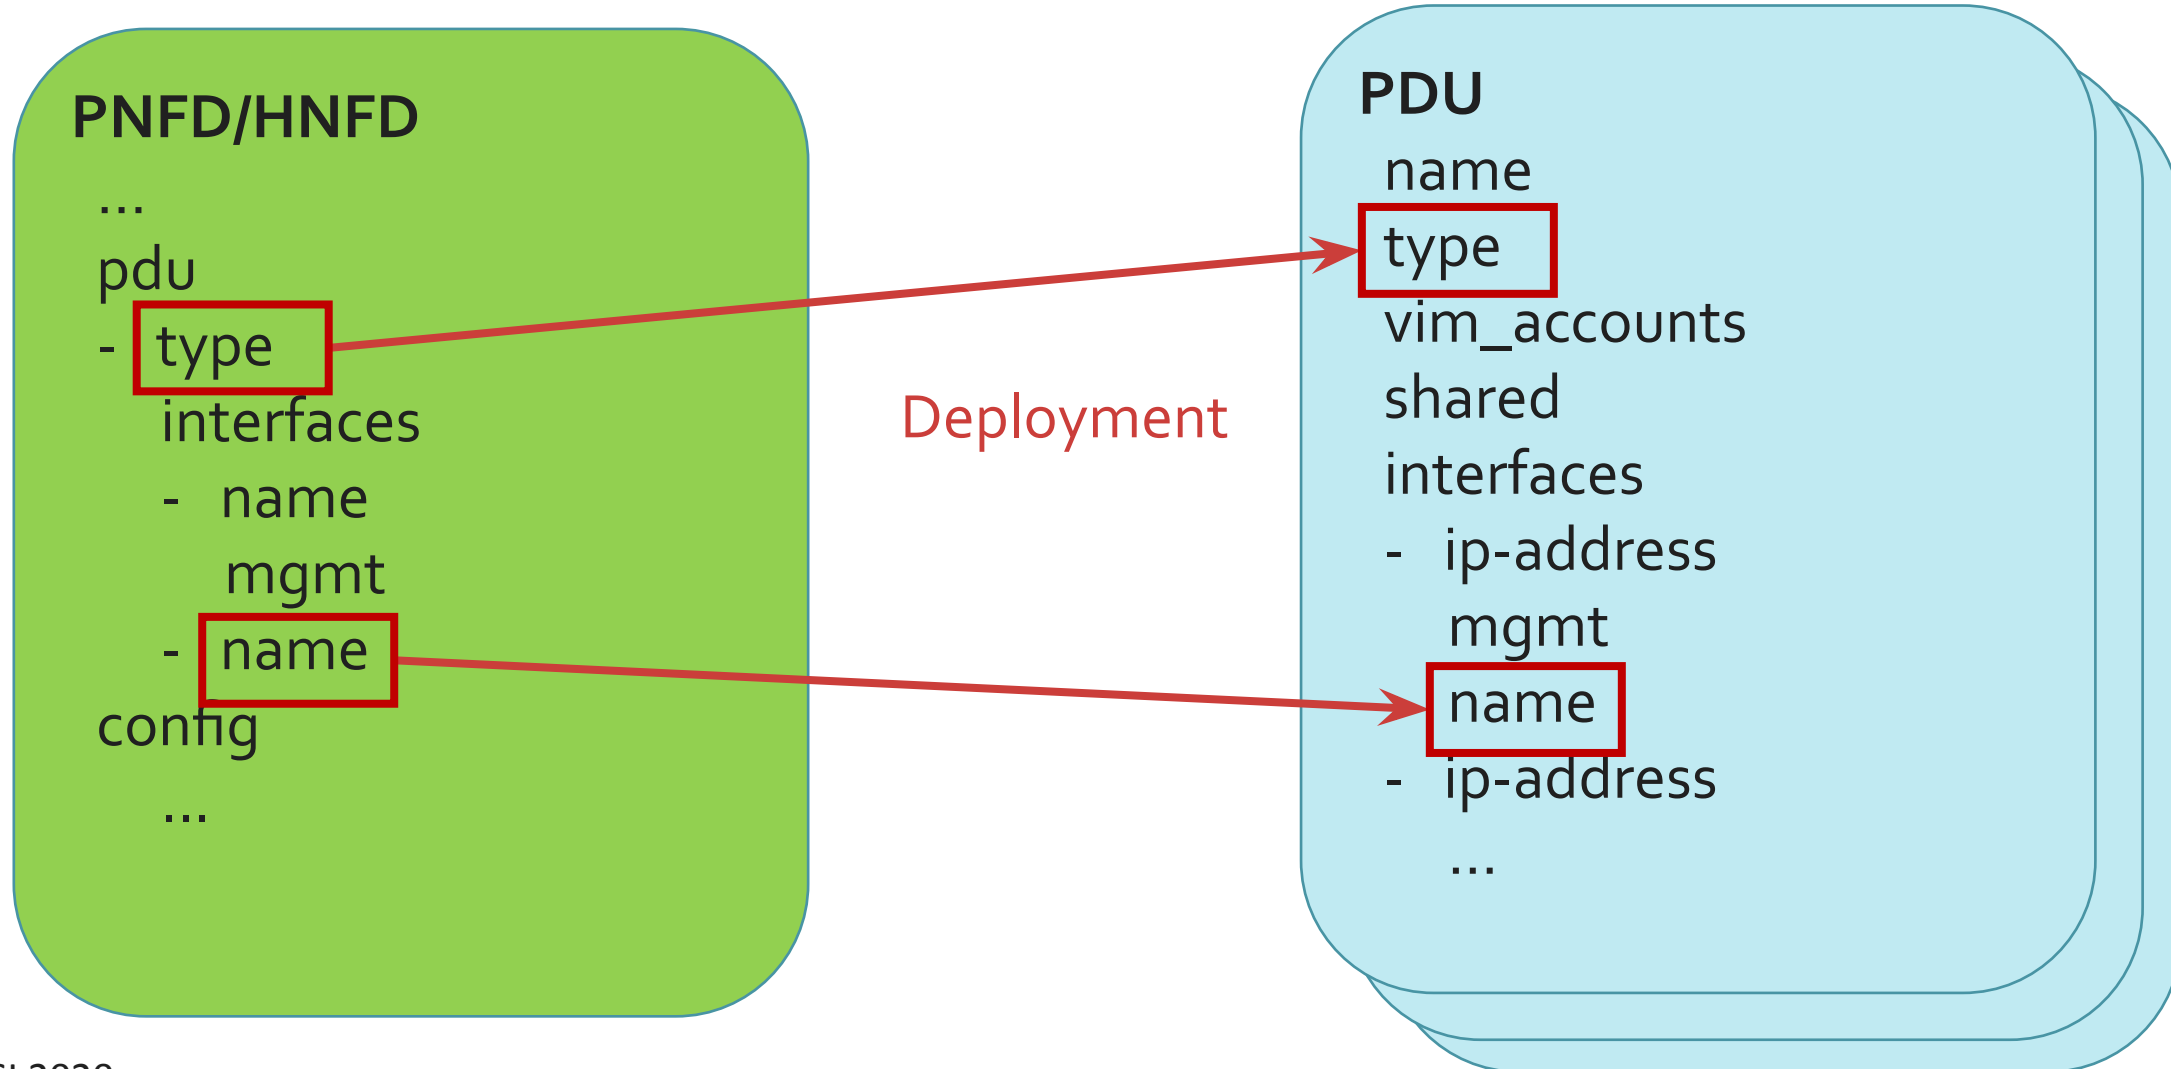 PNFD/HNFD
...
pdu
- type
interfaces
- name
mgmt
- name
config
...
Deployment
PDU
name
type
vim_accounts
shared
interfaces
- ip-address
mgmt
name
- ip-address
...
2020